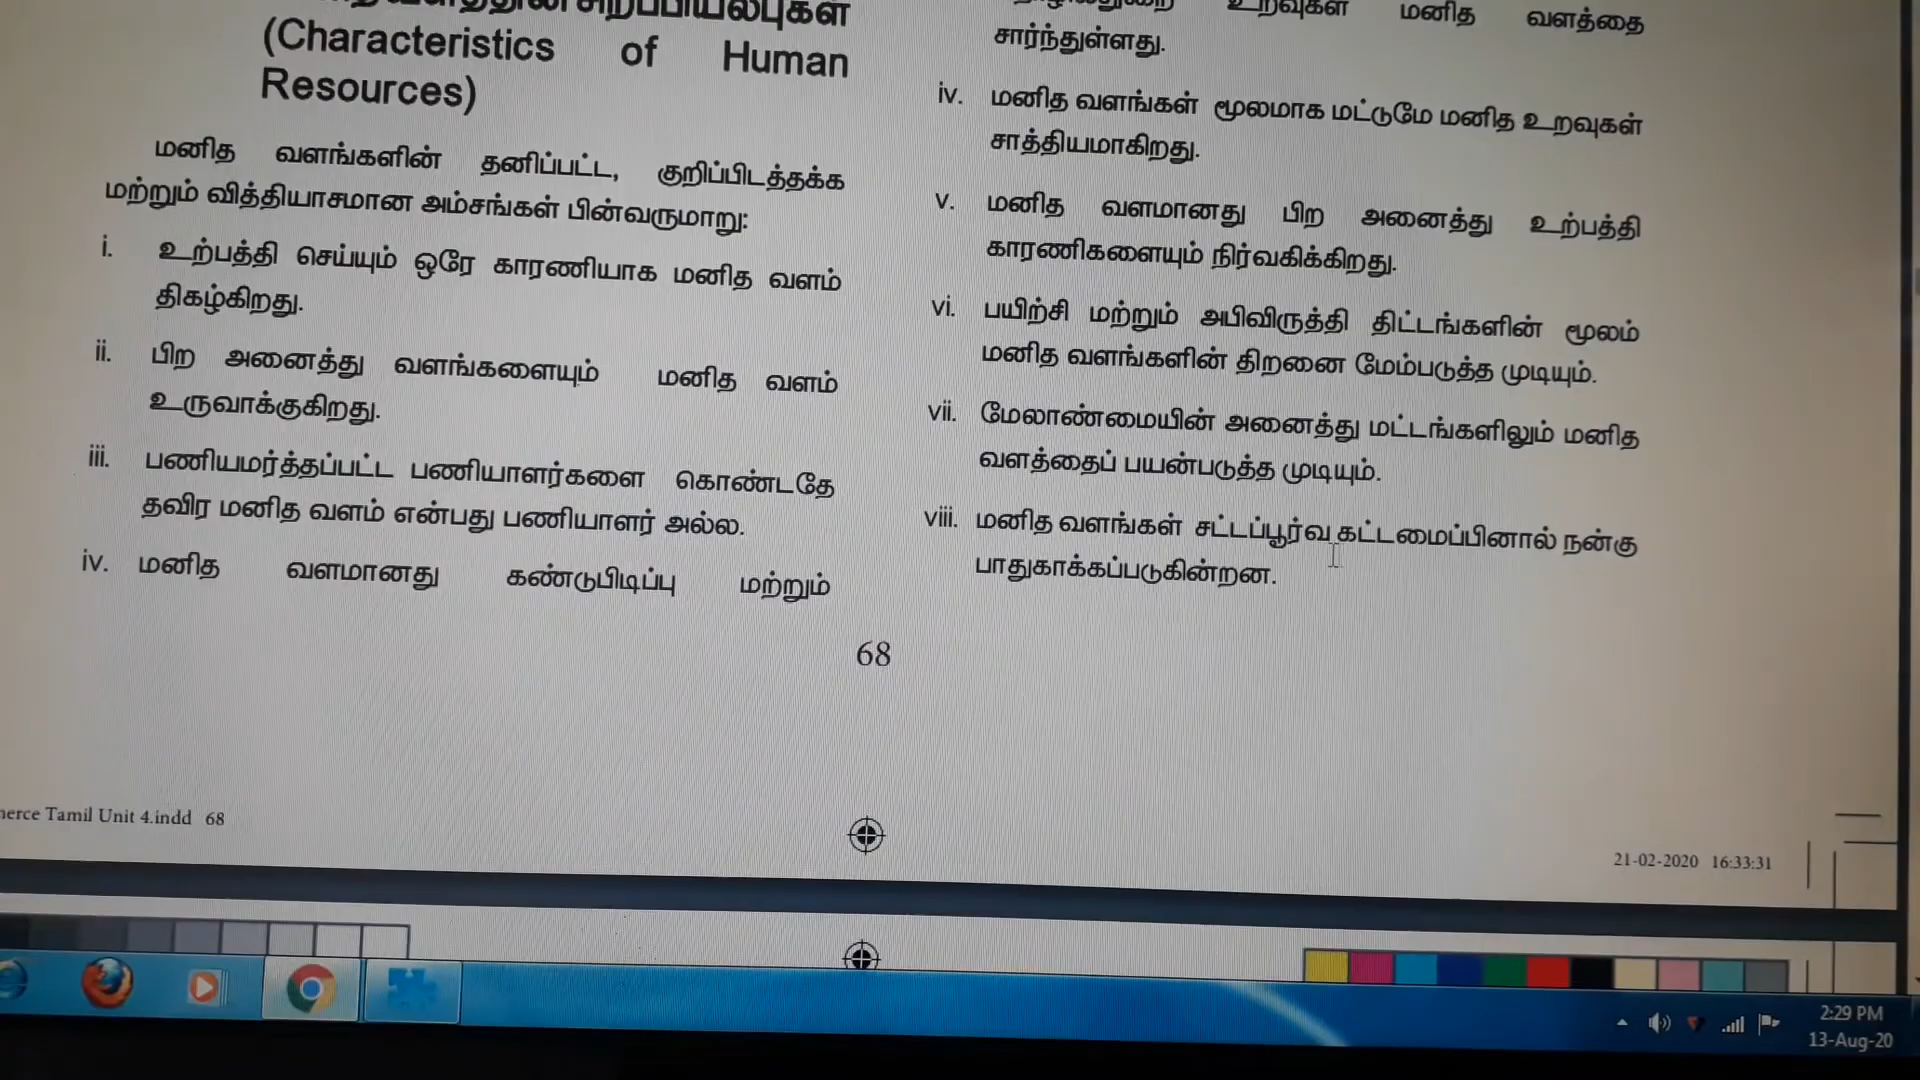 (Characteristics of Human
Resources)
மனித வளங்களின் தனிப்பட்ட, குறிப்பிடத்தக்க
மற்றும் வித்தியாசமான அம்சங்கள் பின்வருமாறு:
i. உற்பத்தி செய்யும் ஒரே காரணியாக மனித வளம்
திகழ்கிறது.
ii. பிற அனைத்து வளங்களையும் மனித வளம்
உருவாக்குகிறது.
iii. பணியமர்த்தப்பட்ட பணியாளர்களை கொண்டதே
தவிர மனித வளம் என்பது பணியாளர் அல்ல.
iv. மனித வளமானது கண்டுபிடிப்பு மற்றும்
உறவுகள் மனித வளத்தை
சார்ந்துள்ளது.
iv. மனித வளங்கள் மூலமாக மட்டுமே மனித உறவுகள்
சாத்தியமாகிறது.
v. மனித வளமானது பிற அனைத்து உற்பத்தி
காரணிகளையும் நிர்வகிக்கிறது.
vi. பயிற்சி மற்றும் அபிவிருத்தி திட்டங்களின் மூலம்
மனித வளங்களின் திறனை மேம்படுத்த முடியும்.
vii. மேலாண்மையின் அனைத்து மட்டங்களிலும் மனித
வளத்தைப் பயன்படுத்த முடியும்.
viii. மனித வளங்கள் சட்டப்பூர்வ கட்டமைப்பினால் நன்கு
பாதுகாக்கப்படுகின்றன.
68
Tamil Unit 4.indd 68
21-02-2020 16:33:31
2:29 PM
13-Aug-20